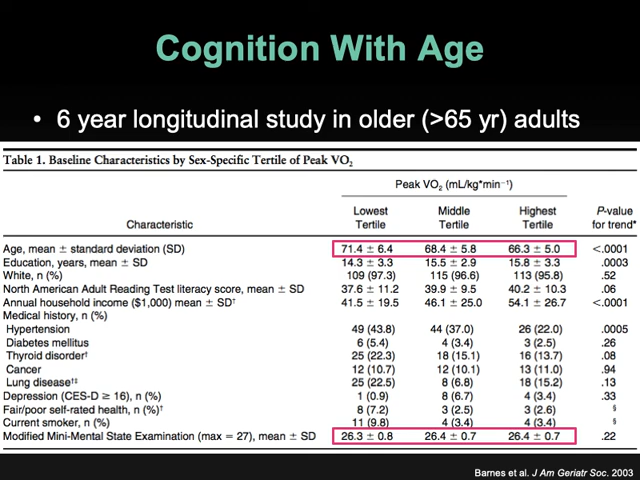 Cognition With Age
• 6 year longitudinal study in older (>65 yr) adults
Table 1. Baseline Characteristics by Sex-Specific Tertile of Peak VO₂
Peak VO₂ (mL/kg*min⁻¹)
Characteristic Lowest Tertile Middle Tertile Highest Tertile P-value for trend*
Age, mean ± standard deviation (SD) 71.4 ± 6.4 68.4 ± 5.8 66.3 ± 5.0 <.0001
Education, years, mean ± SD 14.3 ± 3.3 15.5 ± 2.9 15.8 ± 3.3 .0003
White, n (%) 109 (97.3) 115 (96.6) 113 (95.8) .52
North American Adult Reading Test literacy score, mean ± SD 37.6 ± 11.2 39.9 ± 9.5 40.2 ± 10.3 .06
Annual household income ($1,000) mean ± SD† 41.5 ± 19.5 46.1 ± 25.0 54.1 ± 26.7 <.0001
Medical history, n (%)
Hypertension 49 (43.8) 44 (37.0) 26 (22.0) .0005
Diabetes mellitus 6 (5.4) 4 (3.4) 3 (2.5) .26
Thyroid disorder† 25 (22.3) 18 (15.1) 16 (13.7) .08
Cancer 12 (10.7) 12 (10.1) 13 (11.0) .94
Lung disease†‡ 25 (22.5) 8 (6.8) 18 (15.2) .13
Depression (CES-D ≥ 16), n (%) 1 (0.9) 8 (6.7) 4 (3.4) .33
Fair/poor self-rated health, n (%)† 8 (7.2) 3 (2.5) 3 (2.6) §
Current smoker, n (%) 11 (9.8) 4 (3.4) 4 (3.4) §
Modified Mini-Mental State Examination (max = 27), mean ± SD 26.3 ± 0.8 26.4 ± 0.7 26.4 ± 0.7 .22
Barnes et al. J Am Geriatr Soc. 2003